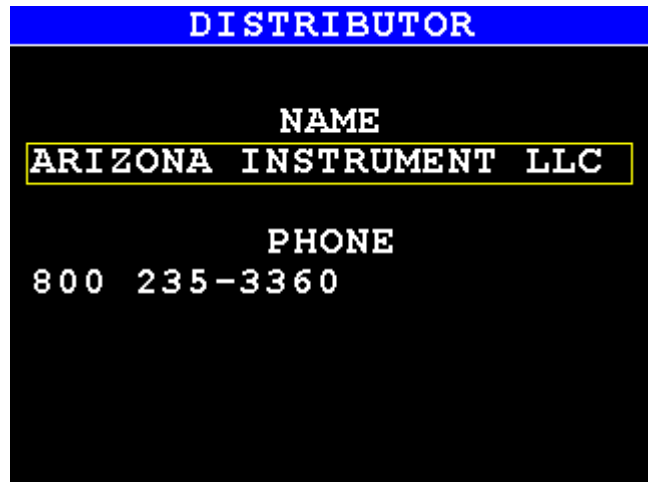 DISTRIBUTOR
NAME
ARIZONA INSTRUMENT LLC
PHONE
800 235-3360